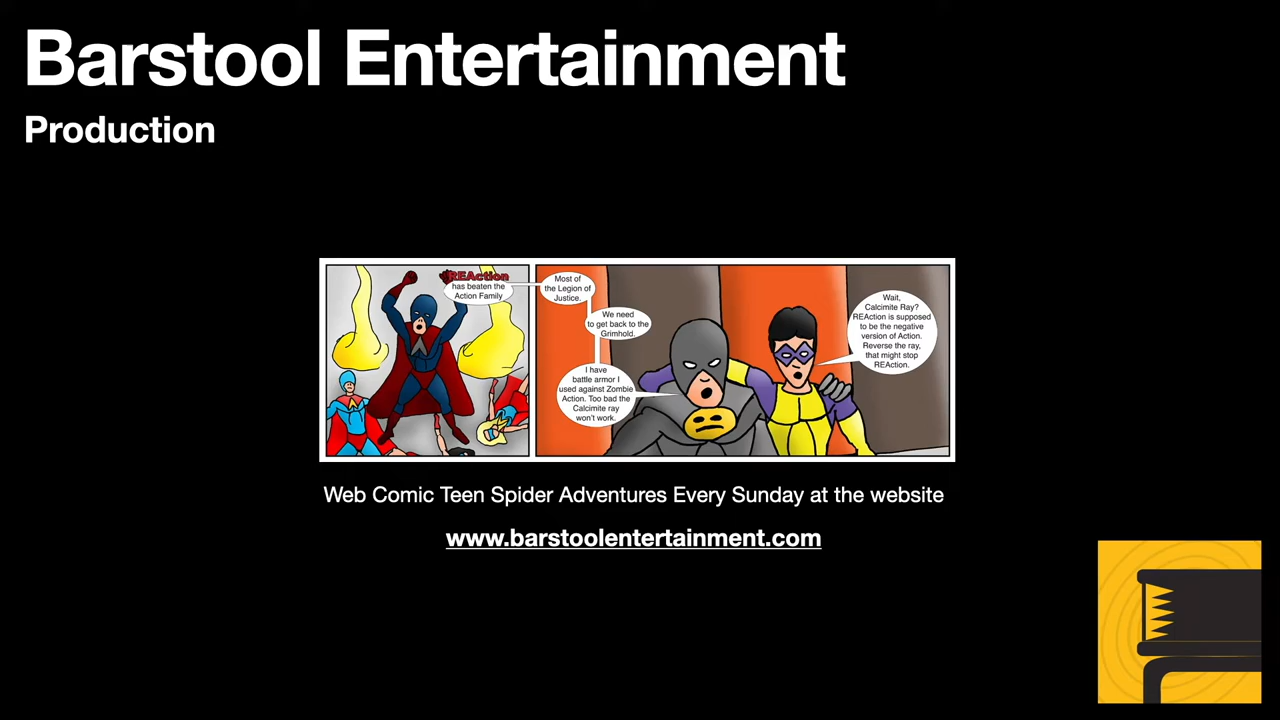 Barstool Entertainment
Production
REAction
has beaten the
Action Family
Most of
the Legion of
Justice.
We need
to get back to the
Grimhold.
I have
battle armor I
used against Zombie
Action. Too bad the
Calcimite ray
won't work.
Wait,
Calcimite Ray?
REAction is supposed
to be the negative
version of Action.
Reverse the ray,
that might stop
REAction.
Web Comic Teen Spider Adventures Every Sunday at the website
www.barstoolentertainment.com